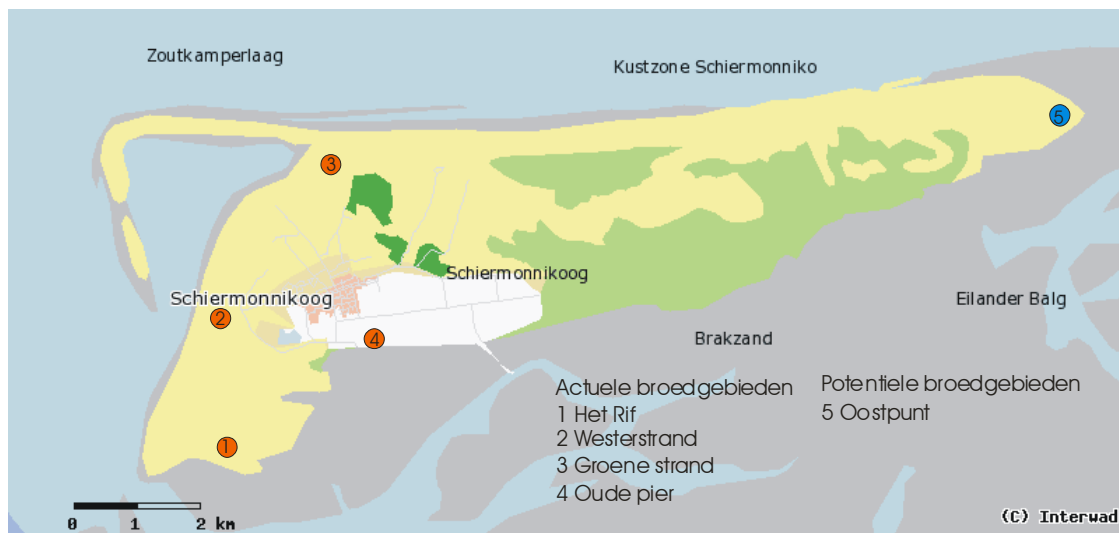 Zoutkamperlaag
Kustzone Schiermonniko
5
3
Schiermonnikoog
Schiermonnikoog
2
4
Eilander Balg
Brakzand
1
Actuele broedgebieden
1 Het Rif
2 Westerstrand
3 Groene strand
4 Oude pier
Potentiele broedgebieden
5 Oostpunt
0 1 2 km
(C) Interwad